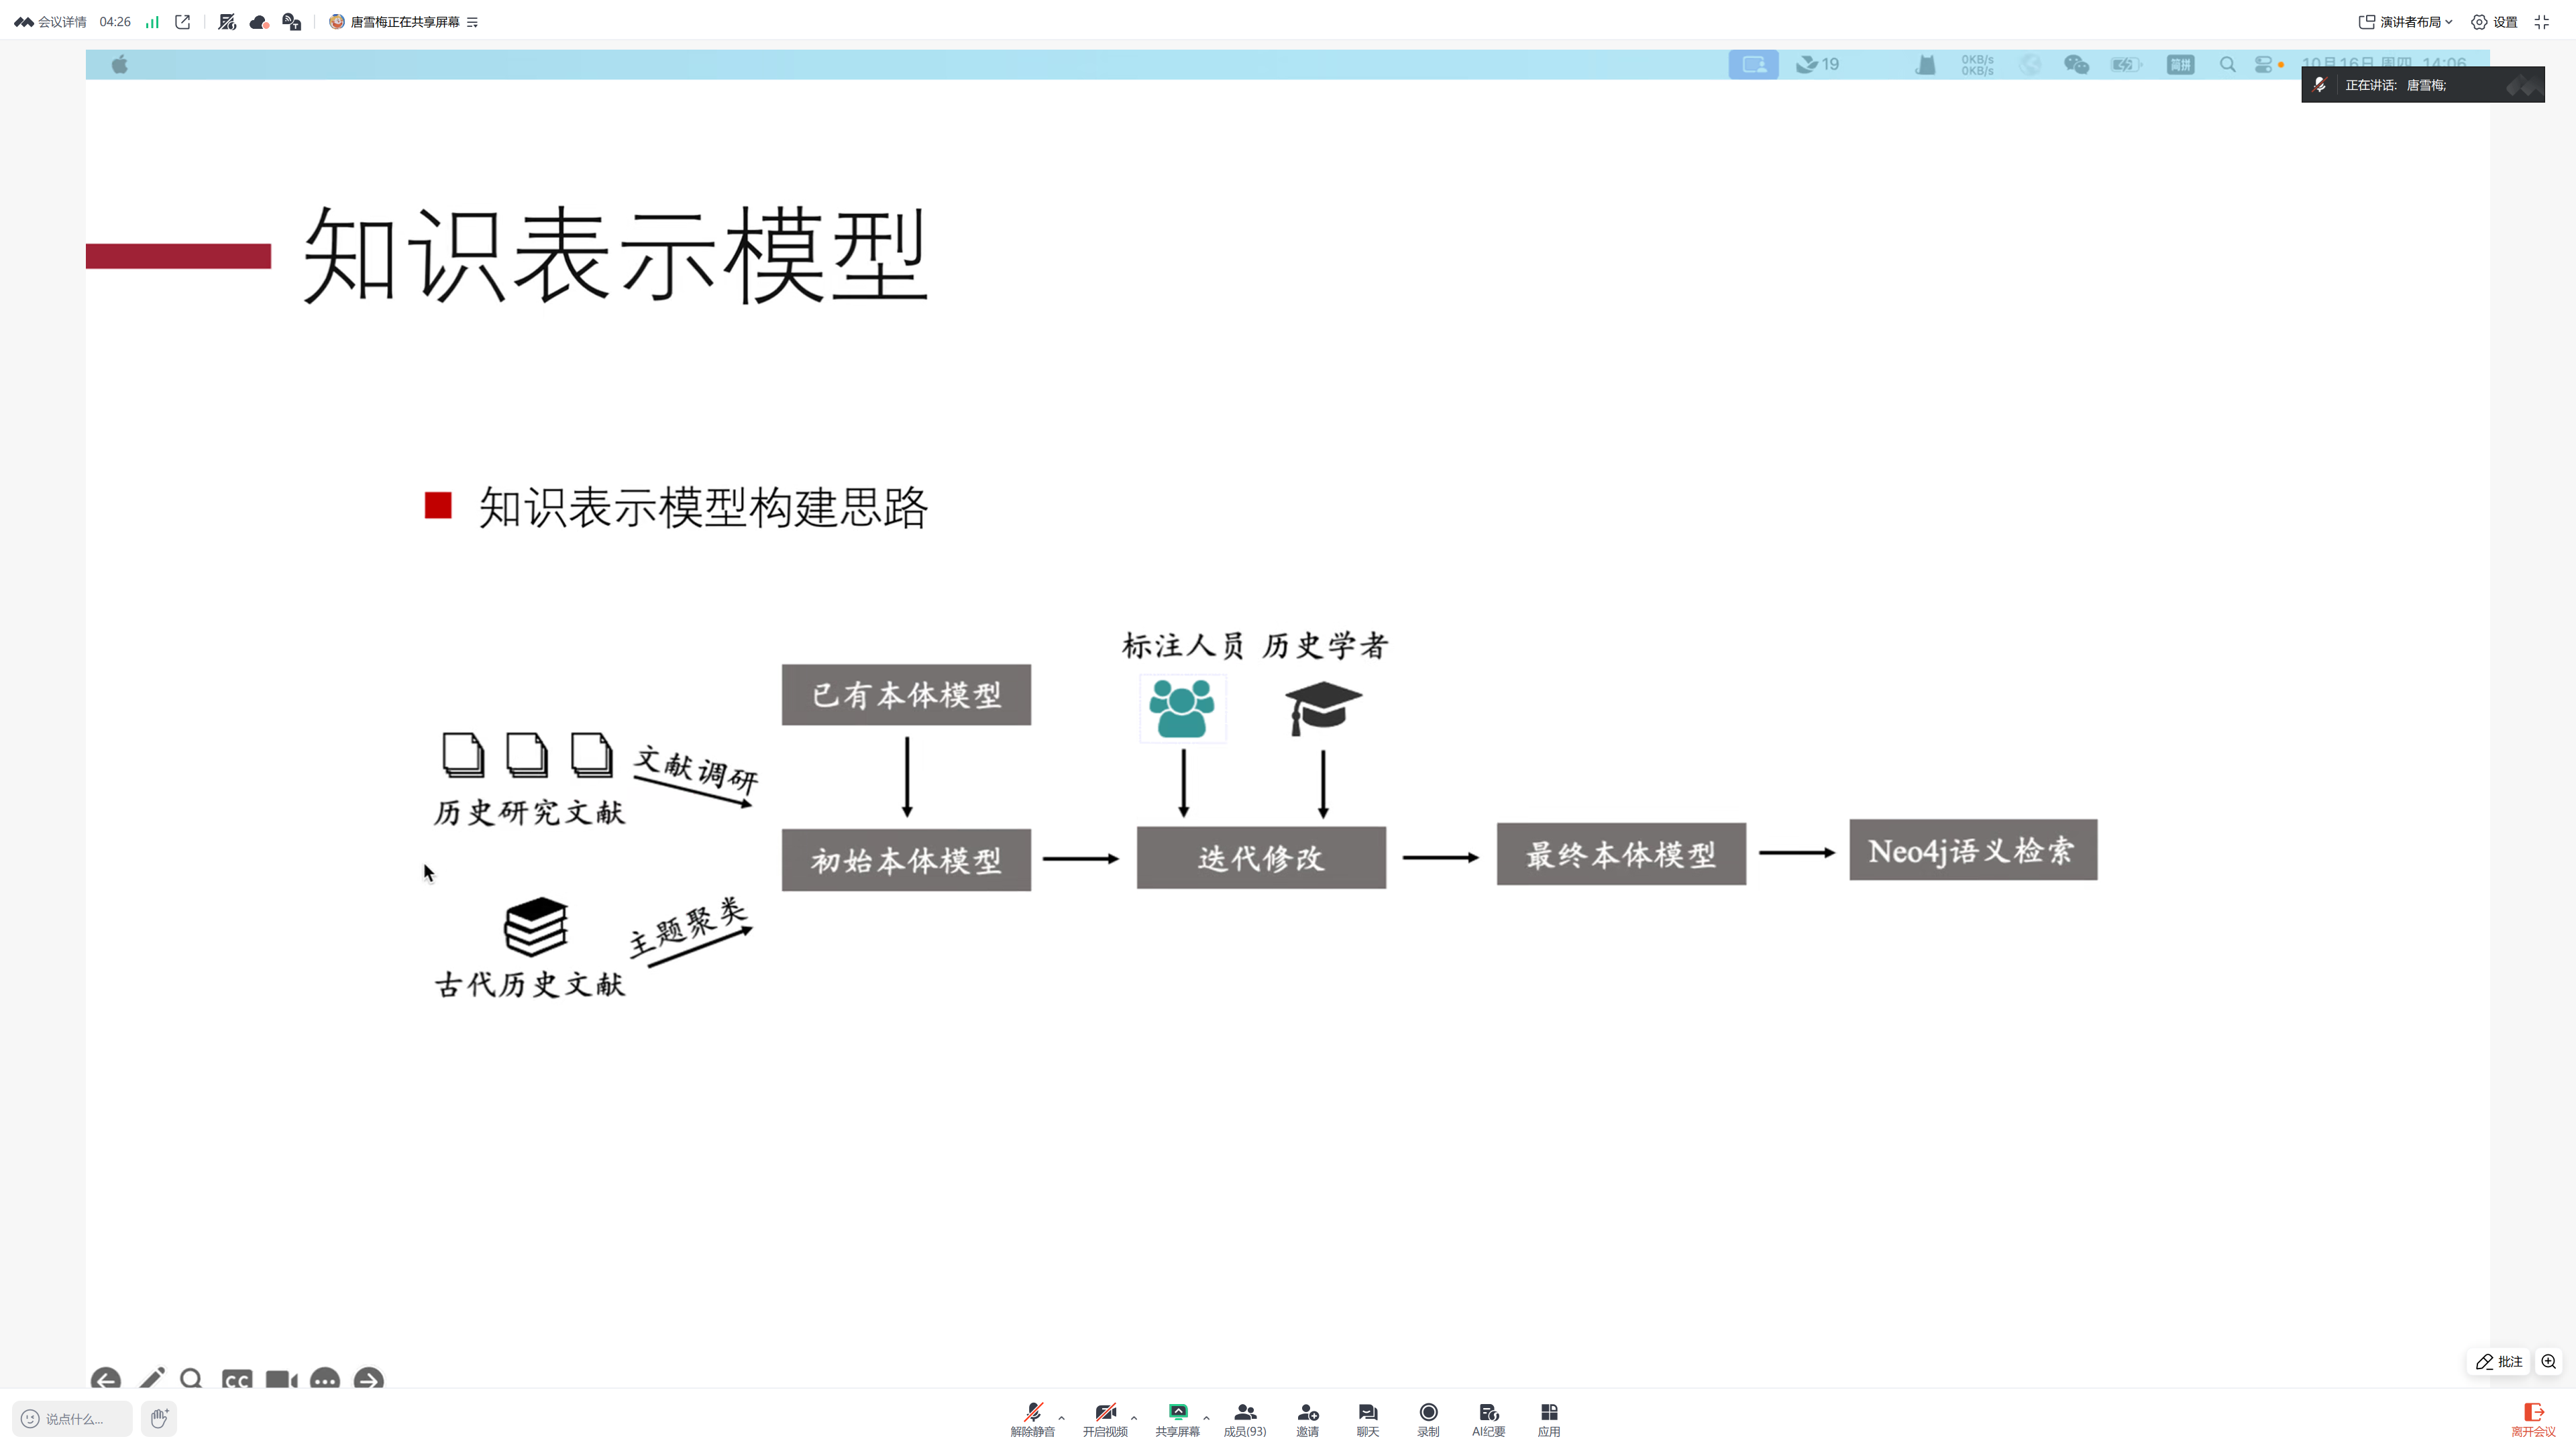 会议详情 04:26 唐雪梅正在共享屏幕 演讲者布局 设置
19 0KB/s 简拼 10月16日 周四 14:06
0KB/s
正在讲话: 唐雪梅;
知识表示模型
知识表示模型构建思路
标注人员 历史学者
已有本体模型
文献调研
历史研究文献
初始本体模型 迭代修改 最终本体模型 Neo4j语义检索
主题聚类
古代历史文献
CC
批注
说点什么... 解除静音 开启视频 共享屏幕 成员(93) 邀请 聊天 录制 AI纪要 应用 离开会议